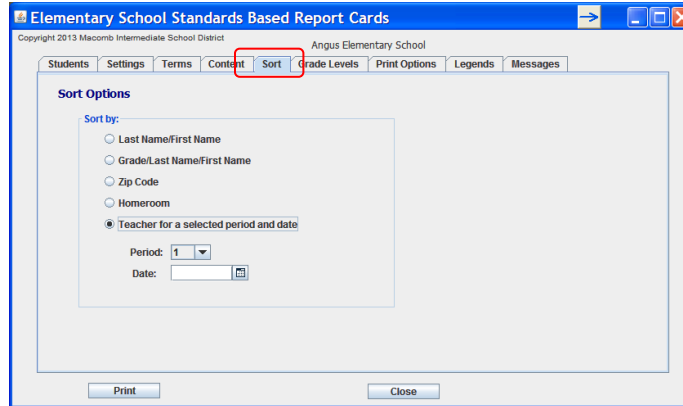 Elementary School Standards Based Report Cards
Copyright 2013 Macomb Intermediate School District
Angus Elementary School
Students Settings Terms Content Sort Grade Levels Print Options Legends Messages
Sort Options
Sort by:
Last Name/First Name
Grade/Last Name/First Name
Zip Code
Homeroom
Teacher for a selected period and date
Period: 1
Date:
Print Close